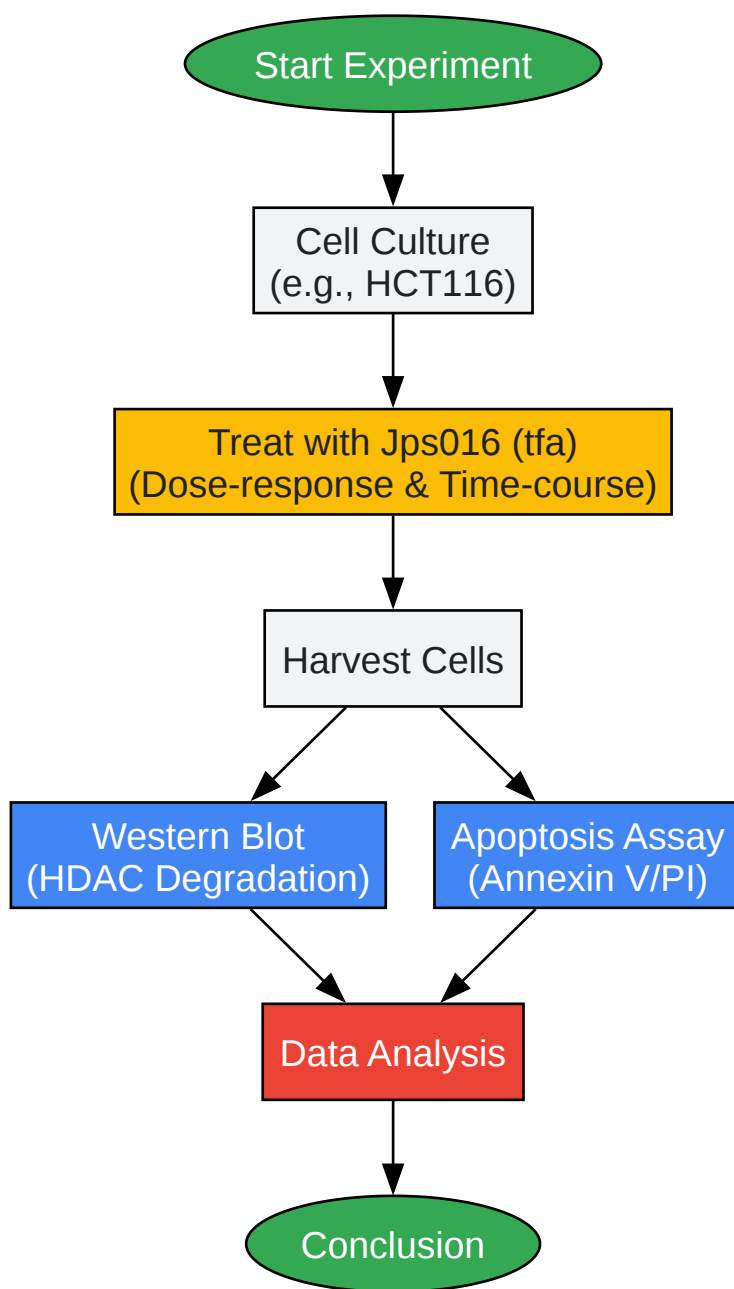 Start Experiment
Cell Culture
(e.g., HCT116)
Treat with Jps016 (tfa)
(Dose-response & Time-course)
Harvest Cells
Western Blot
(HDAC Degradation)
Apoptosis Assay
(Annexin V/PI)
Data Analysis
Conclusion